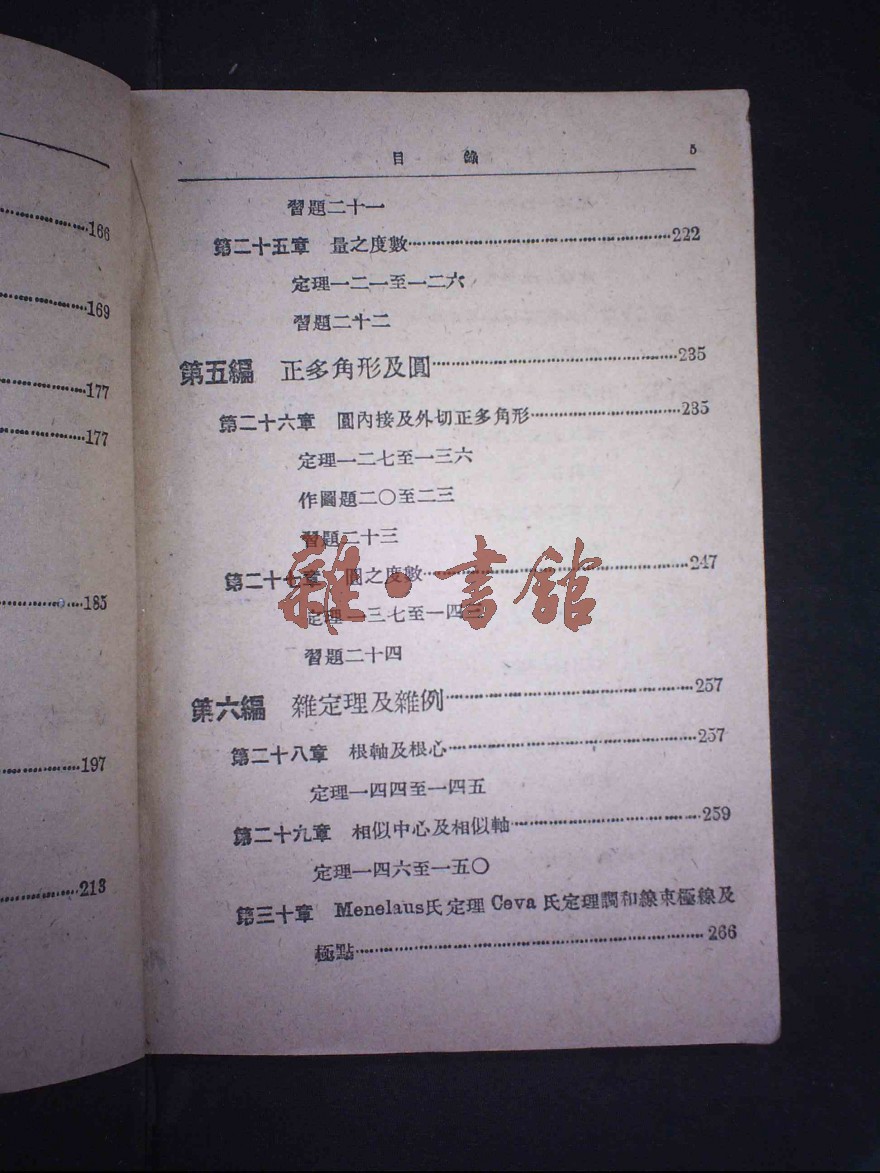 166
169
177
177
185
197
213
目錄 5
習題二十一
第二十五章 量之度數 222
定理一二一至一二六
習題二十二
第五編 正多角形及圓 235
第二十六章 圓內接及外切正多角形 235
定理一二七至一三六
作圖題二〇至二三
習題二十三
第二十七章 圓之度數 247
定理一三七至一四三
雜·書館
習題二十四
第六編 雜定理及雜例 257
第二十八章 根軸及根心 257
定理一四四至一四五
第二十九章 相似中心及相似軸 259
定理一四六至一五〇
第三十章 Menelaus氏定理Ceva氏定理調和線束極線及
極點 266